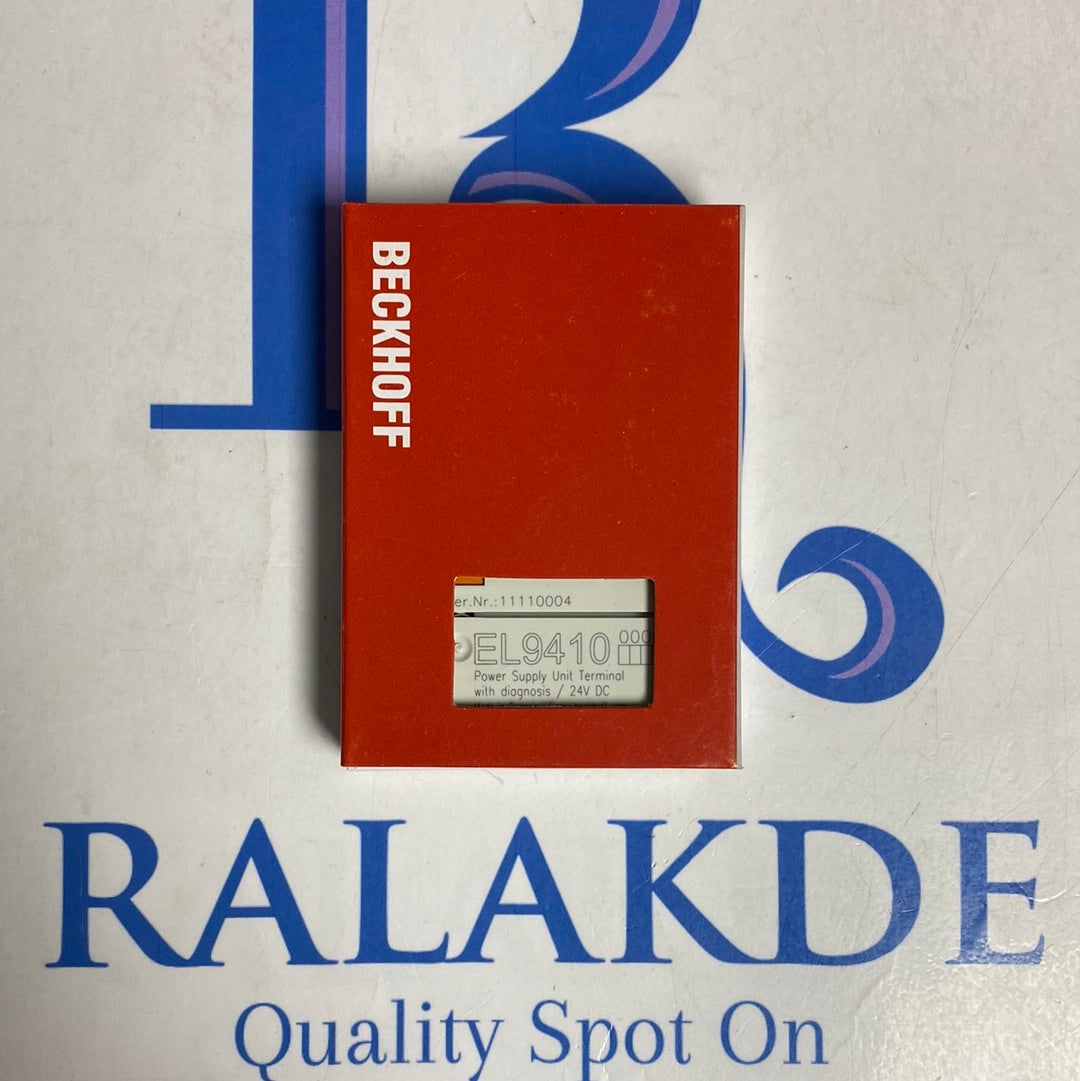 BECKHOFF
er.Nr.:11110004
EL9410
Power Supply Unit Terminal
with diagnosis / 24V DC
RALAKDE
Quality Spot On